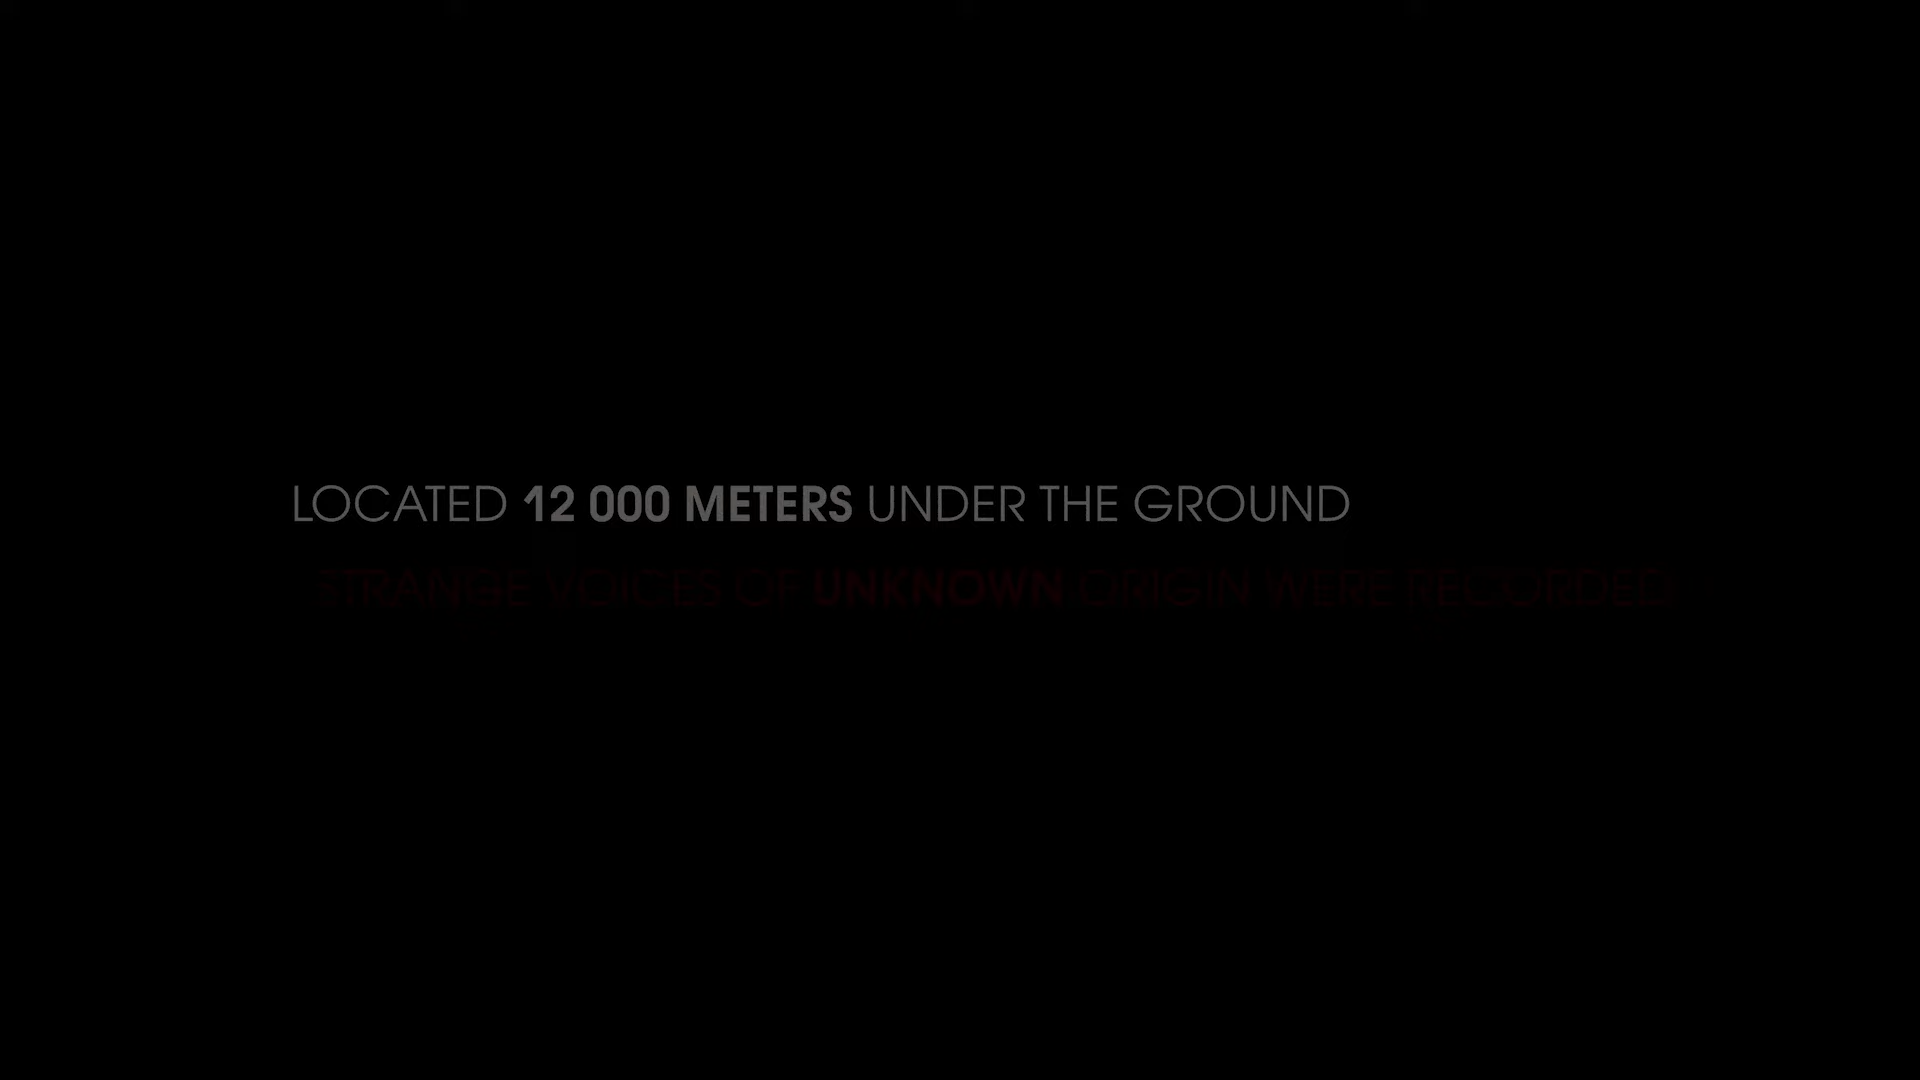 LOCATED 12 000 METERS UNDER THE GROUND
STRANGE VOICES OF UNKNOWN ORIGIN WERE RECORDED